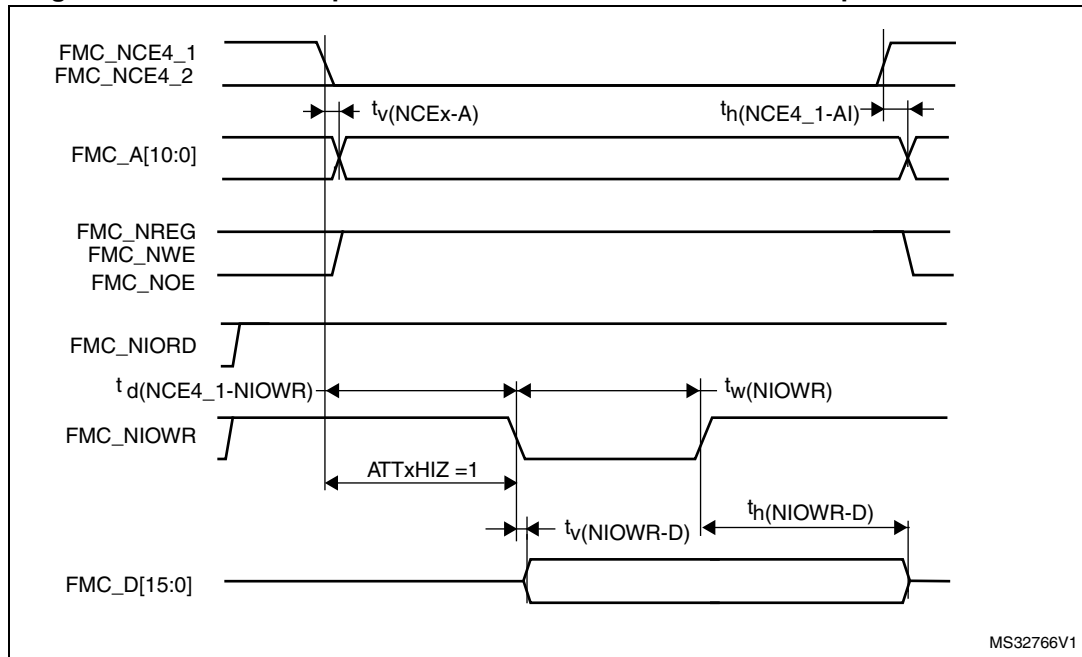 FMC_NCE4_1
FMC_NCE4_2
tv(NCEx-A)
th(NCE4_1-AI)
FMC_A[10:0]
FMC_NREG
FMC_NWE
FMC_NOE
FMC_NIORD
td(NCE4_1-NIOWR)
tw(NIOWR)
FMC_NIOWR
ATTxHIZ =1
tv(NIOWR-D)
th(NIOWR-D)
FMC_D[15:0]
MS32766V1